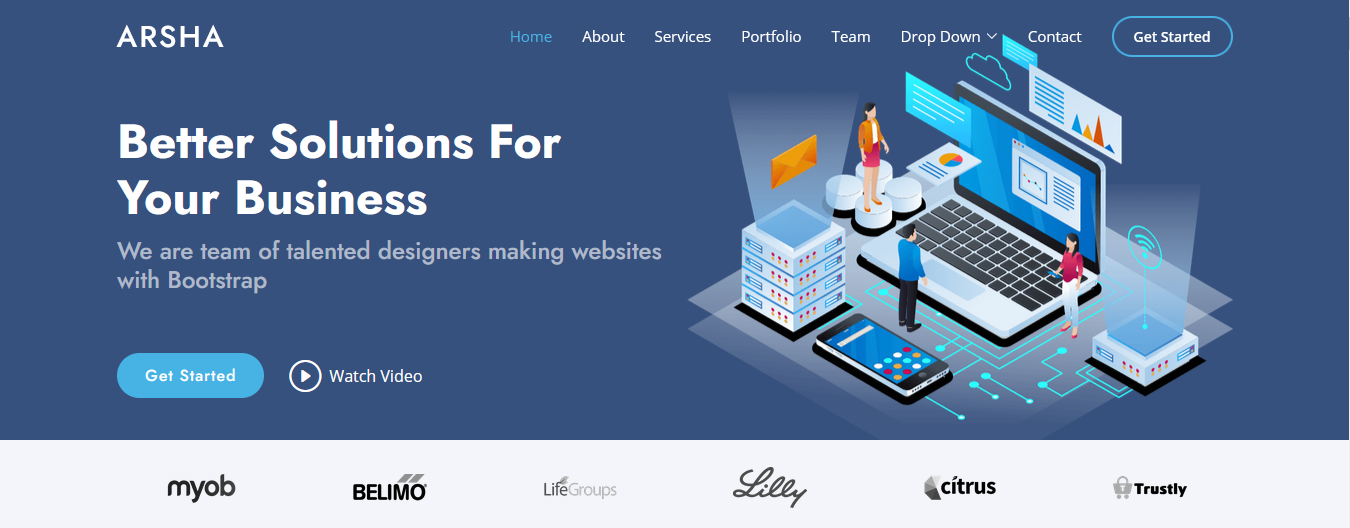 ARSHA
Home About Services Portfolio Team Drop Down Contact Get Started
Better Solutions For
Your Business
We are team of talented designers making websites
with Bootstrap
Get Started Watch Video
myob BELIMO LifeGroups Lilly cítrus Trustly